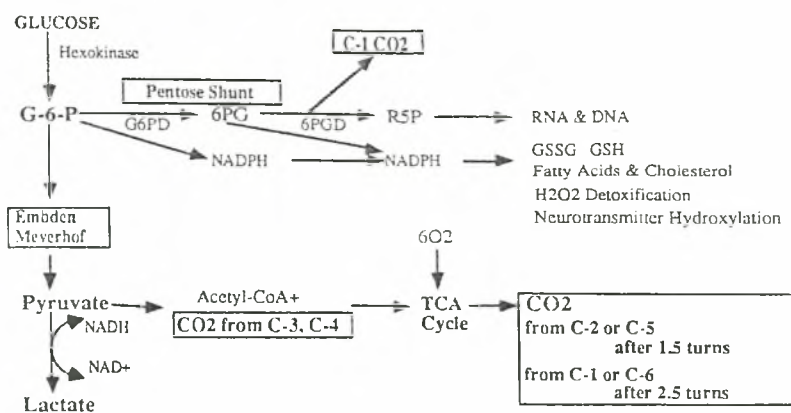 GLUCOSE
Hexokinase
C-1 CO2
Pentose Shunt
G-6-P
G6PD
6PG
6PGD
R5P
RNA & DNA
NADPH
NADPH
GSSG GSH
Fatty Acids & Cholesterol
H2O2 Detoxification
Neurotransmitter Hydroxylation
Embden
Meyerhof
6O2
Pyruvate
Acetyl-CoA+
CO2 from C-3, C-4
TCA
Cycle
CO2
from C-2 or C-5
after 1.5 turns
from C-1 or C-6
after 2.5 turns
NADH
NAD+
Lactate